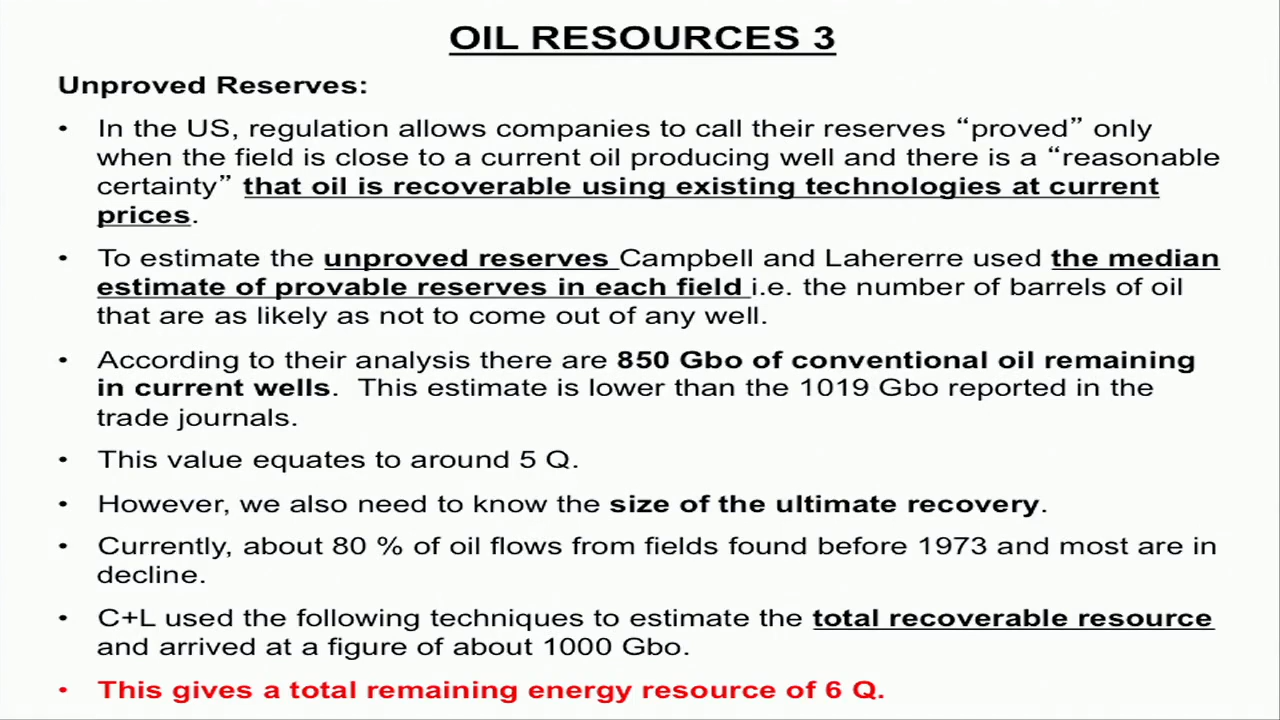 OIL RESOURCES 3
Unproved Reserves:
• In the US, regulation allows companies to call their reserves “proved” only
when the field is close to a current oil producing well and there is a “reasonable
certainty” that oil is recoverable using existing technologies at current
prices.
• To estimate the unproved reserves Campbell and Lahererre used the median
estimate of provable reserves in each field i.e. the number of barrels of oil
that are as likely as not to come out of any well.
• According to their analysis there are 850 Gbo of conventional oil remaining
in current wells. This estimate is lower than the 1019 Gbo reported in the
trade journals.
• This value equates to around 5 Q.
• However, we also need to know the size of the ultimate recovery.
• Currently, about 80 % of oil flows from fields found before 1973 and most are in
decline.
• C+L used the following techniques to estimate the total recoverable resource
and arrived at a figure of about 1000 Gbo.
• This gives a total remaining energy resource of 6 Q.